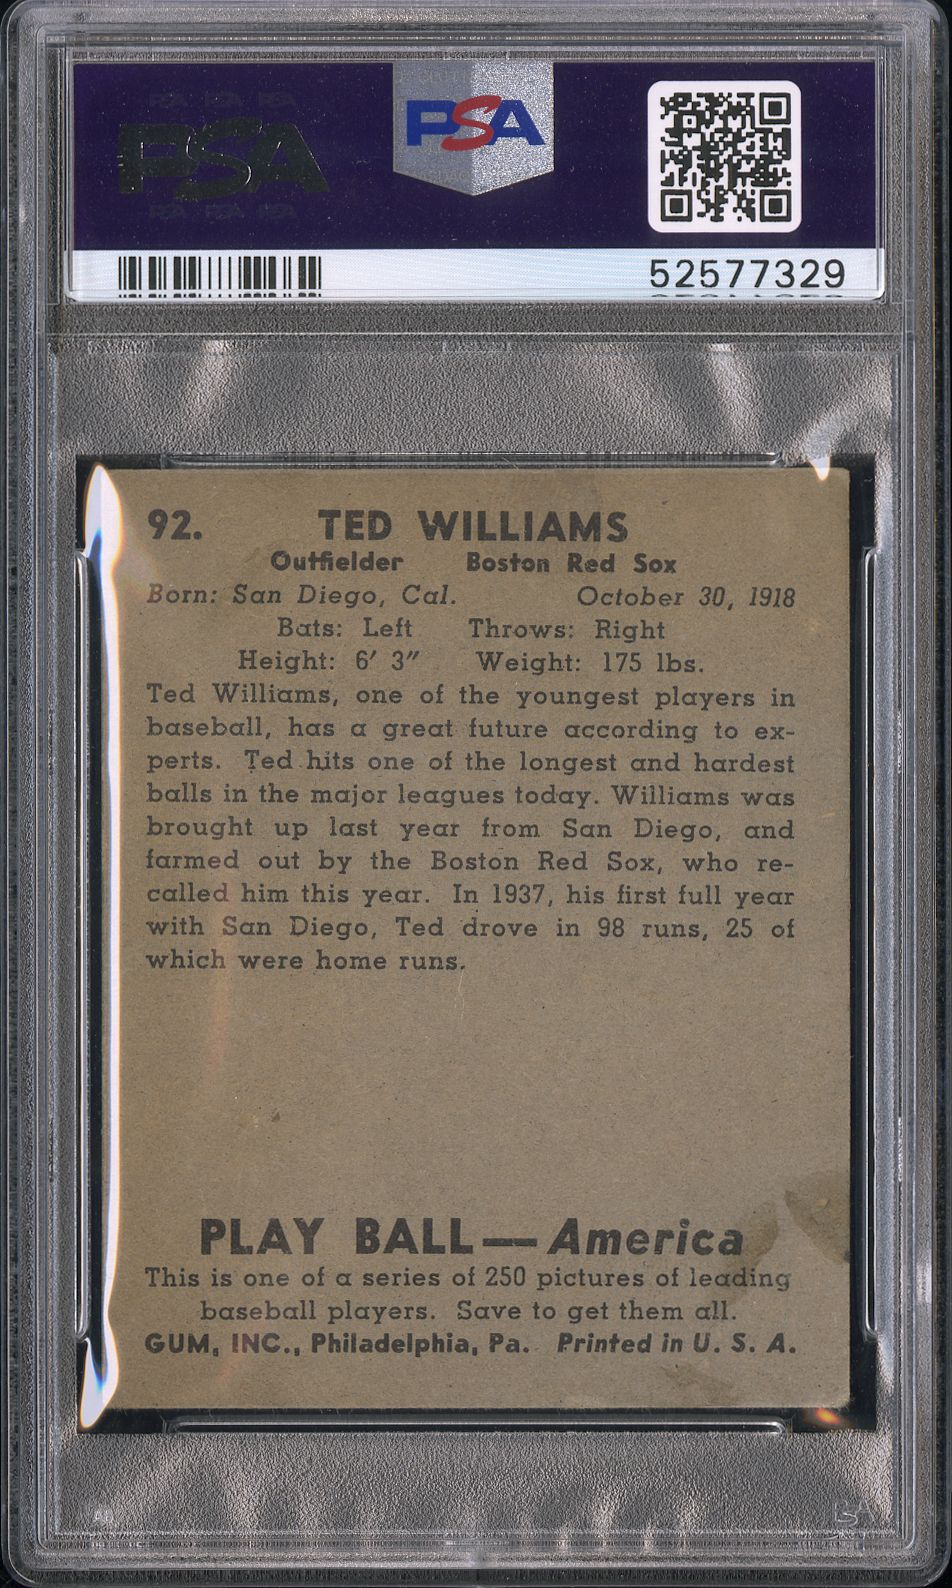 PSA PSA PSA
PSA
PSA
PSA PSA PSA
52577329
92. TED WILLIAMS
Outfielder Boston Red Sox
Born: San Diego, Cal. October 30, 1918
Bats: Left Throws: Right
Height: 6′ 3″ Weight: 175 lbs.
Ted Williams, one of the youngest players in
baseball, has a great future according to ex-
perts. Ted hits one of the longest and hardest
balls in the major leagues today. Williams was
brought up last year from San Diego, and
farmed out by the Boston Red Sox, who re-
called him this year. In 1937, his first full year
with San Diego, Ted drove in 98 runs, 25 of
which were home runs.
PLAY BALL — America
This is one of a series of 250 pictures of leading
baseball players. Save to get them all.
GUM, INC., Philadelphia, Pa. Printed in U. S. A.